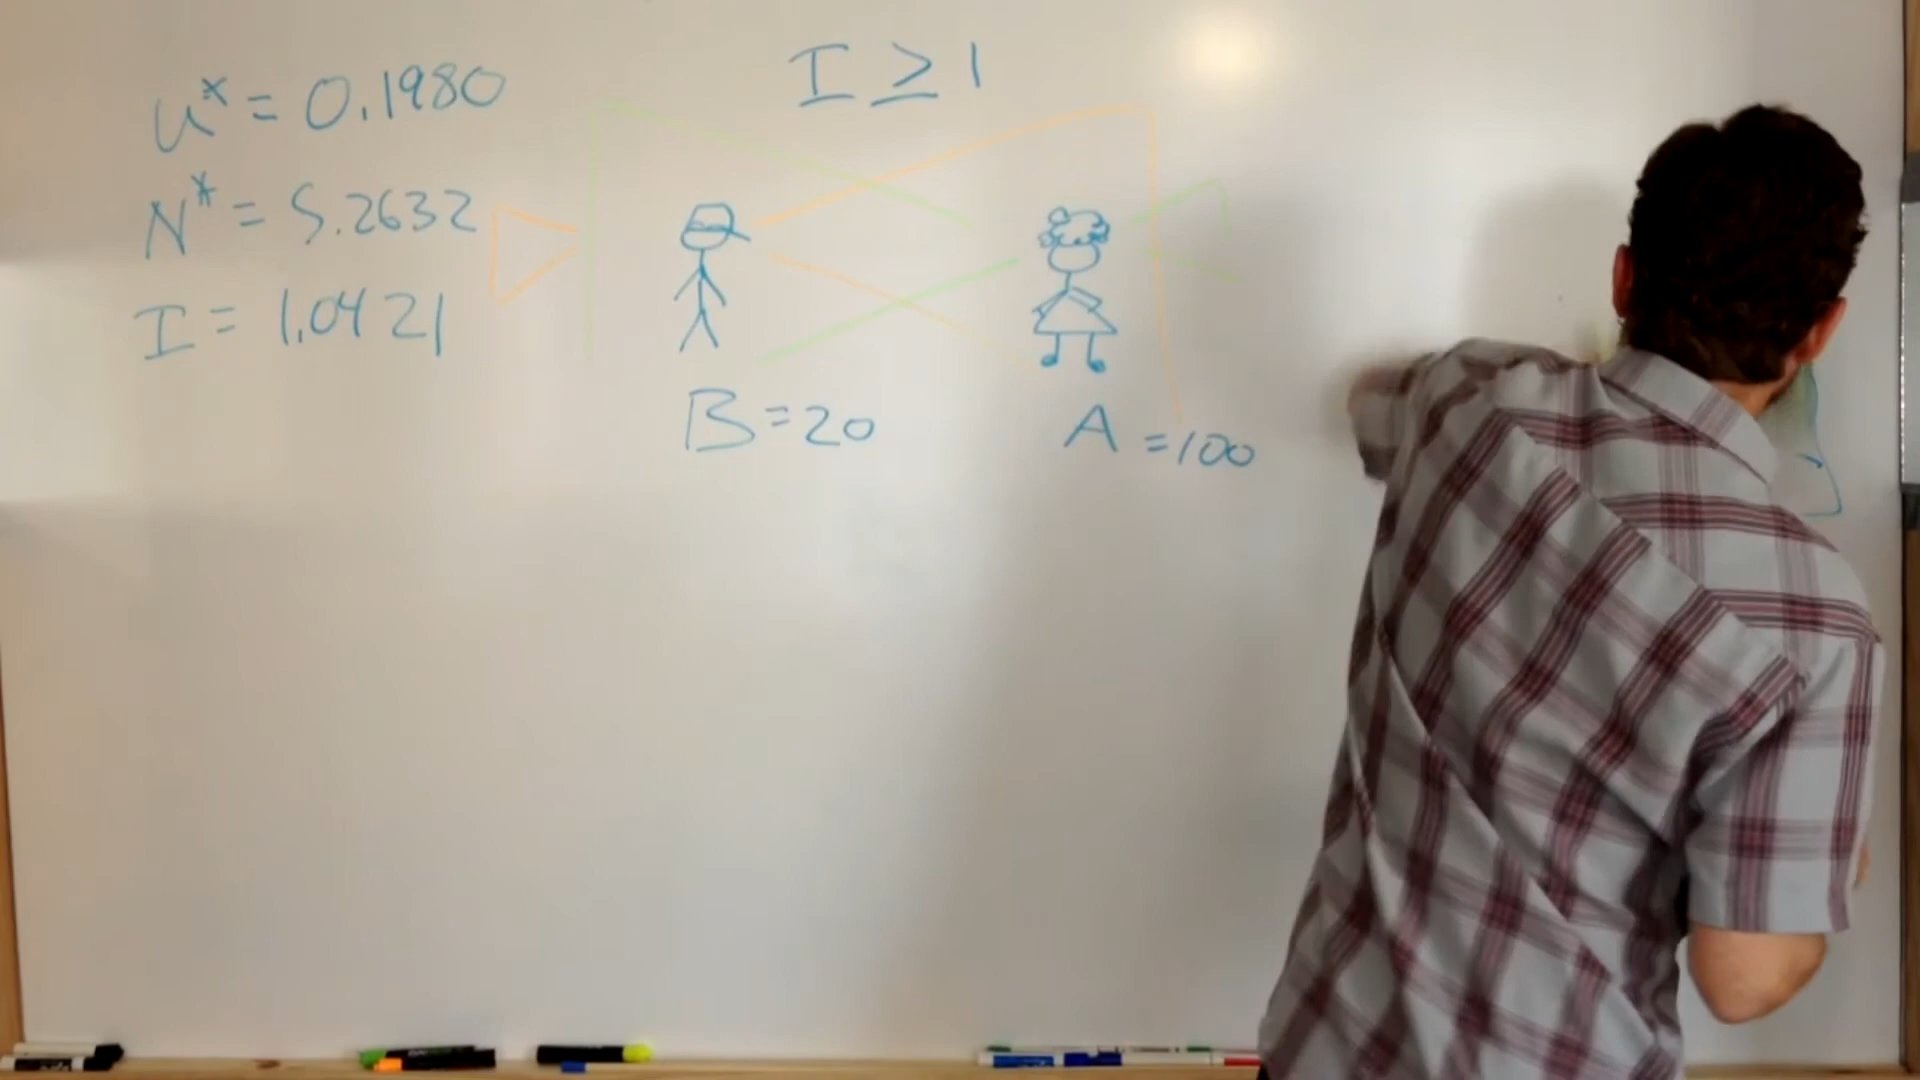 u* = 0.1980
N* = 5.2632
I = 1.0421
I ≥ 1
B = 20
A = 100